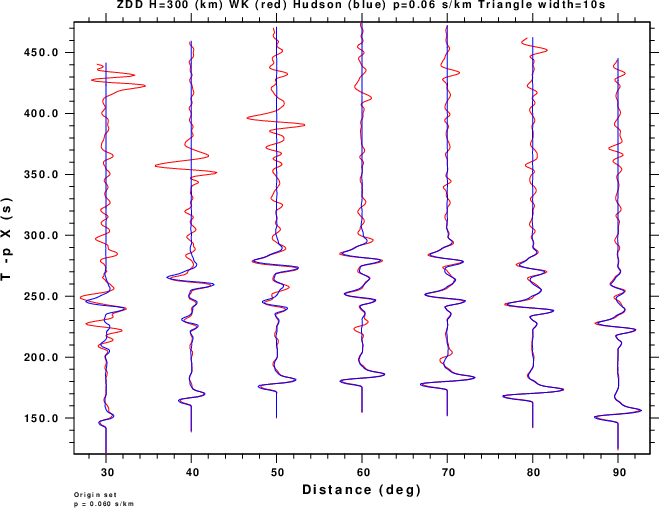 ZDD H=300 (km) WK (red) Hudson (blue) p=0.06 s/km Triangle width=10s
450.0
400.0
350.0
300.0
250.0
200.0
150.0
T -p X (s)
30 40 50 60 70 80 90
Distance (deg)
Origin set
p = 0.060 s/km